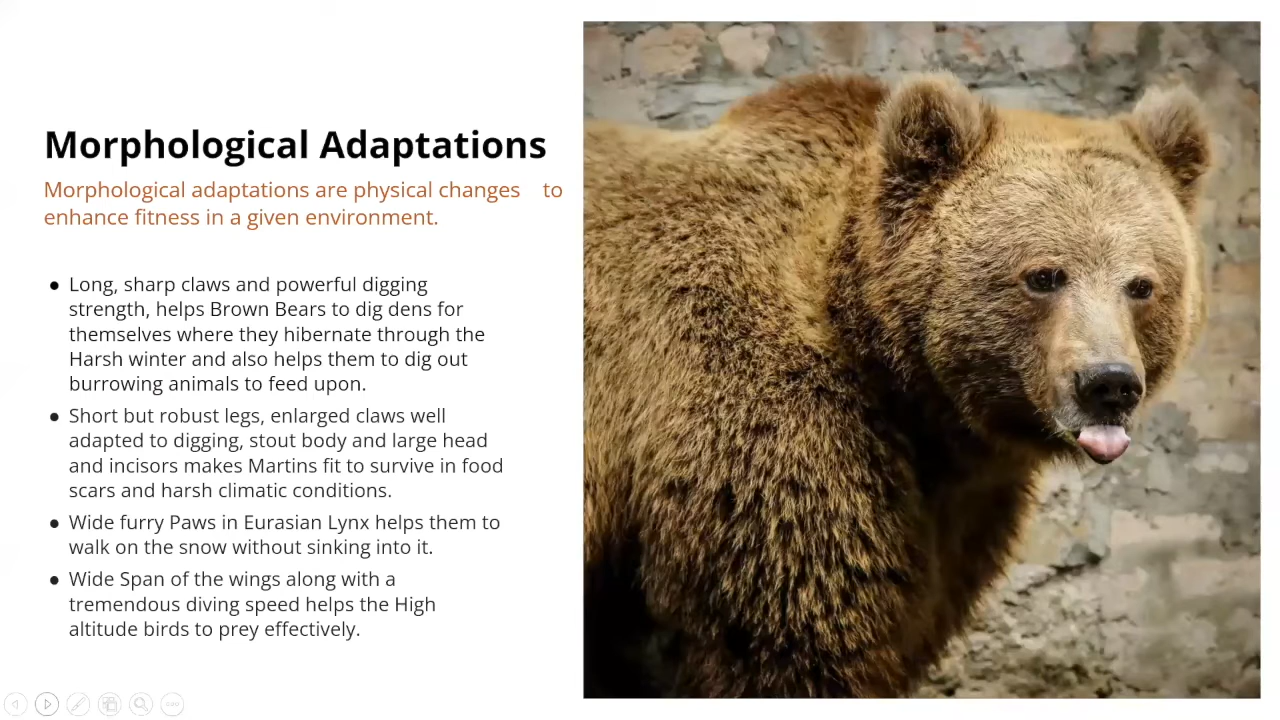 Morphological Adaptations
Morphological adaptations are physical changes to
enhance fitness in a given environment.
● Long, sharp claws and powerful digging
strength, helps Brown Bears to dig dens for
themselves where they hibernate through the
Harsh winter and also helps them to dig out
burrowing animals to feed upon.
● Short but robust legs, enlarged claws well
adapted to digging, stout body and large head
and incisors makes Martins fit to survive in food
scars and harsh climatic conditions.
● Wide furry Paws in Eurasian Lynx helps them to
walk on the snow without sinking into it.
● Wide Span of the wings along with a
tremendous diving speed helps the High
altitude birds to prey effectively.